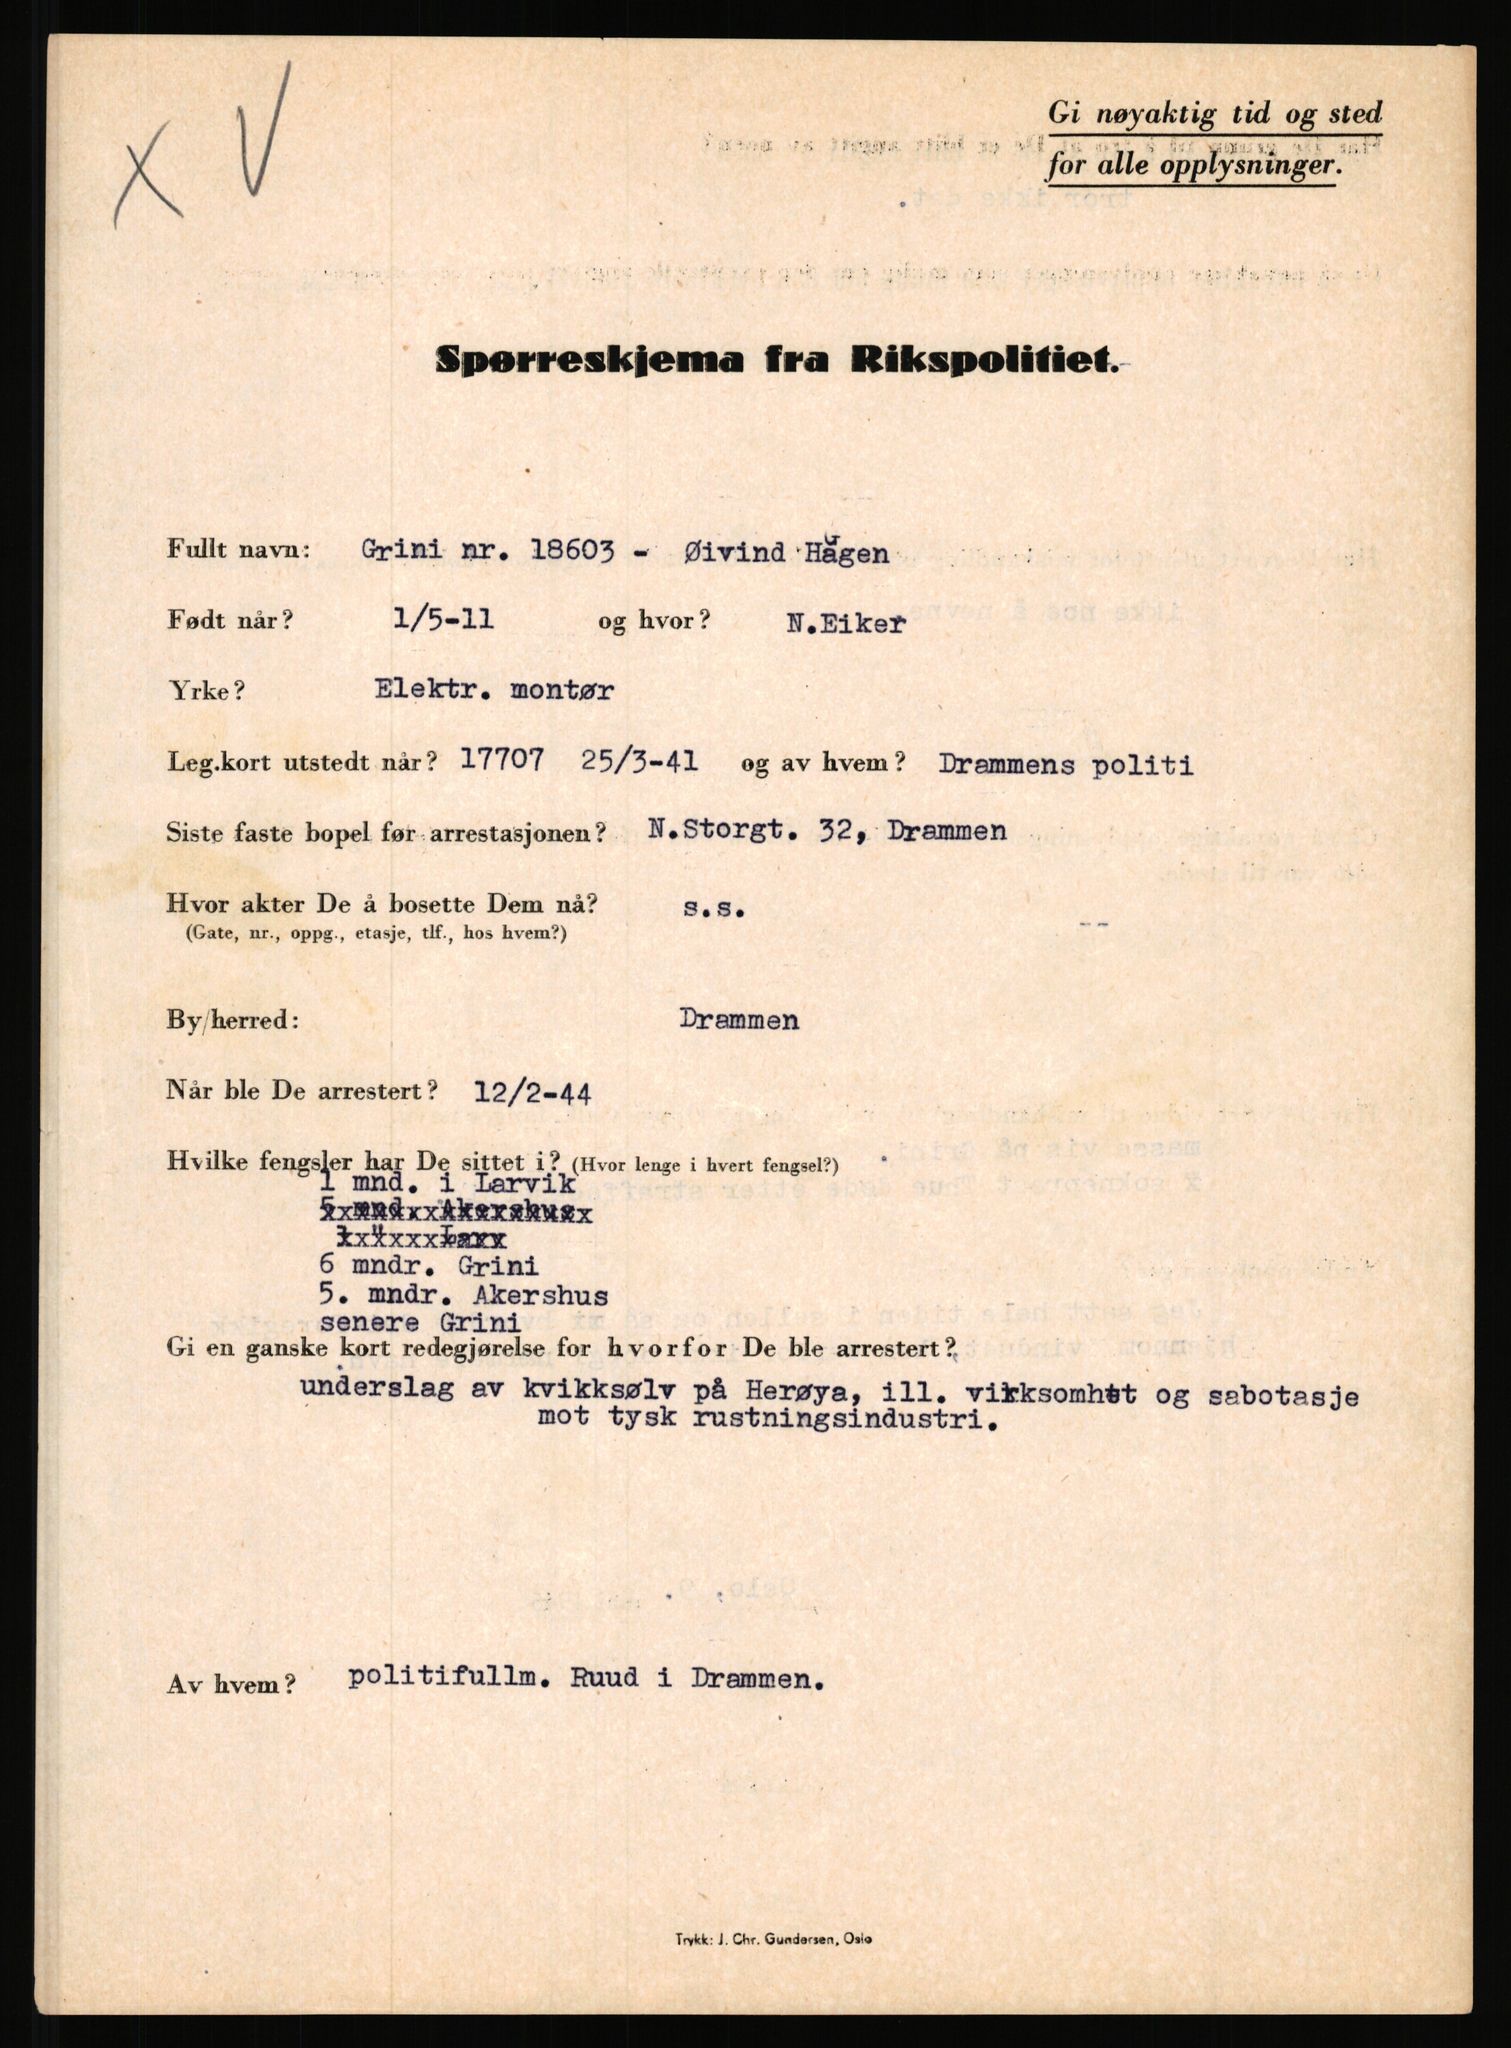 X V
Gi nøyaktig tid og sted
for alle opplysninger.
Spørreskjema fra Rikspolitiet.
Fullt navn: Grini nr. 18603 - Øivind Hågen
Født når? 1/5-11 og hvor? N.Eiker
Yrke? Elektr. montør
Leg.kort utstedt når? 17707 25/3-41 og av hvem? Drammens politi
Siste faste bopel før arrestasjonen? N.Storgt. 32, Drammen
Hvor akter De å bosette Dem nå? s.s.
(Gate, nr., oppg., etasje, tlf., hos hvem?)
By/herred: Drammen
Når ble De arrestert? 12/2-44
Hvilke fengsler har De sittet i? (Hvor lenge i hvert fengsel?)
1 mnd. i Larvik
5 mnd. Akershus
6 mndr. Grini
5. mndr. Akershus
senere Grini
Gi en ganske kort redegjørelse for hvorfor De ble arrestert?
underslag av kvikksølv på Herøya, ill. virksomhet og sabotasje
mot tysk rustningsindustri.
Av hvem? politifullm. Ruud i Drammen.
Trykk: J. Chr. Gundersen, Oslo